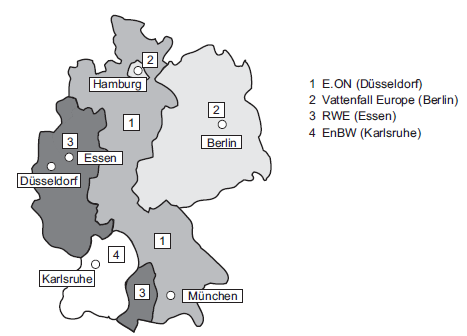 2
Hamburg
1
2
Berlin
3
Essen
Düsseldorf
1
4
Karlsruhe
3
München
1 E.ON (Düsseldorf)
2 Vattenfall Europe (Berlin)
3 RWE (Essen)
4 EnBW (Karlsruhe)